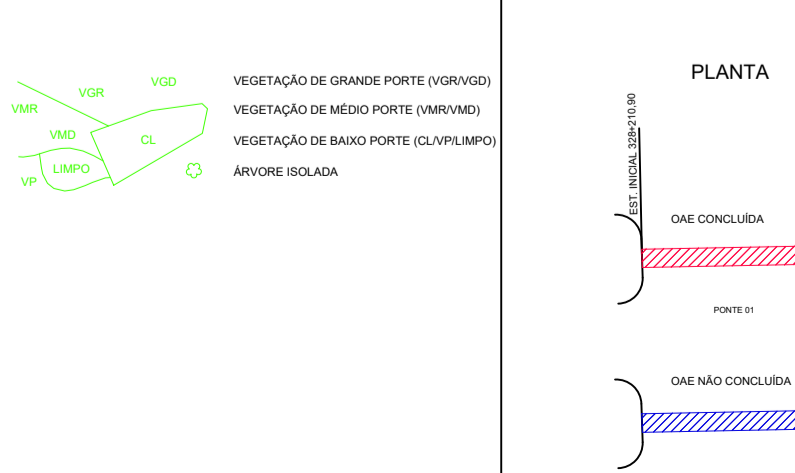 VGD
VGR
VMR
VMD
CL
LIMPO
VP
VEGETAÇÃO DE GRANDE PORTE (VGR/VGD)
VEGETAÇÃO DE MÉDIO PORTE (VMR/VMD)
VEGETAÇÃO DE BAIXO PORTE (CL/VP/LIMPO)
ÁRVORE ISOLADA
PLANTA
EST. INICIAL 328+210,90
OAE CONCLUÍDA
PONTE 01
OAE NÃO CONCLUÍDA